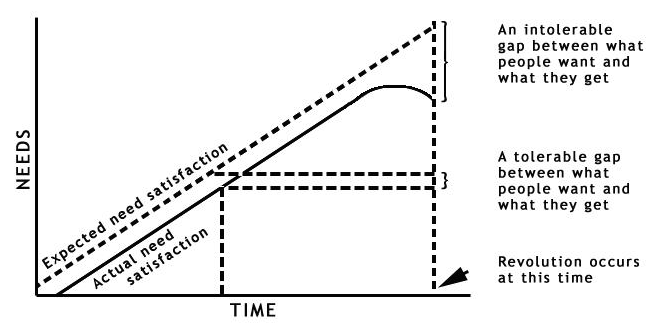 An intolerable
gap between what
people want and
what they get
NEEDS
Expected need satisfaction
Actual need
satisfaction
A tolerable gap
between what
people want and
what they get
Revolution occurs
at this time
TIME